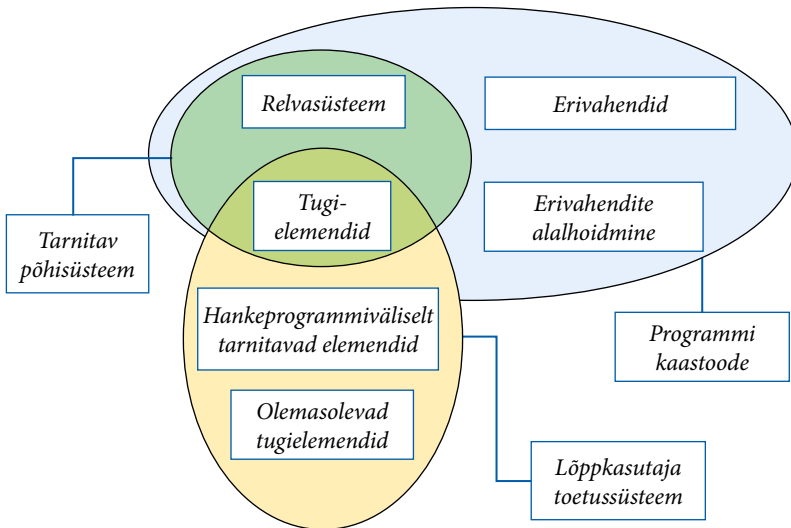 Relvasüsteem
Erivahendid
Tugi-
elemendid
Erivahendite
alalhoidmine
Tarnitav
põhisüsteem
Hankeprogrammiväliselt
tarnitavad elemendid
Programmi
kaastoode
Olemasolevad
tugielemendid
Lõppkasutaja
toetussüsteem